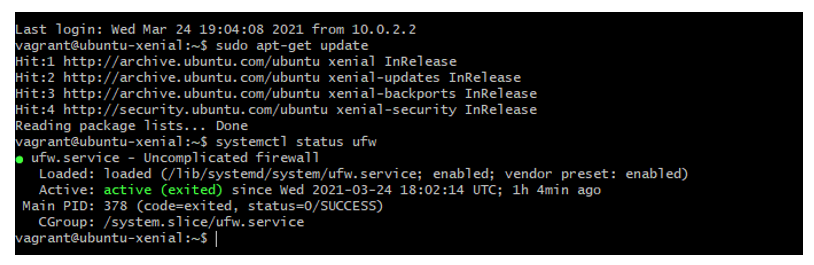 Last login: Wed Mar 24 19:04:08 2021 from 10.0.2.2
vagrant@ubuntu-xenial:~$ sudo apt-get update
Hit:1 http://archive.ubuntu.com/ubuntu xenial InRelease
Hit:2 http://archive.ubuntu.com/ubuntu xenial-updates InRelease
Hit:3 http://archive.ubuntu.com/ubuntu xenial-backports InRelease
Hit:4 http://security.ubuntu.com/ubuntu xenial-security InRelease
Reading package lists... Done
vagrant@ubuntu-xenial:~$ systemctl status ufw
● ufw.service - Uncomplicated firewall
   Loaded: loaded (/lib/systemd/system/ufw.service; enabled; vendor preset: enabled)
   Active: active (exited) since Wed 2021-03-24 18:02:14 UTC; 1h 4min ago
 Main PID: 378 (code=exited, status=0/SUCCESS)
   CGroup: /system.slice/ufw.service
vagrant@ubuntu-xenial:~$